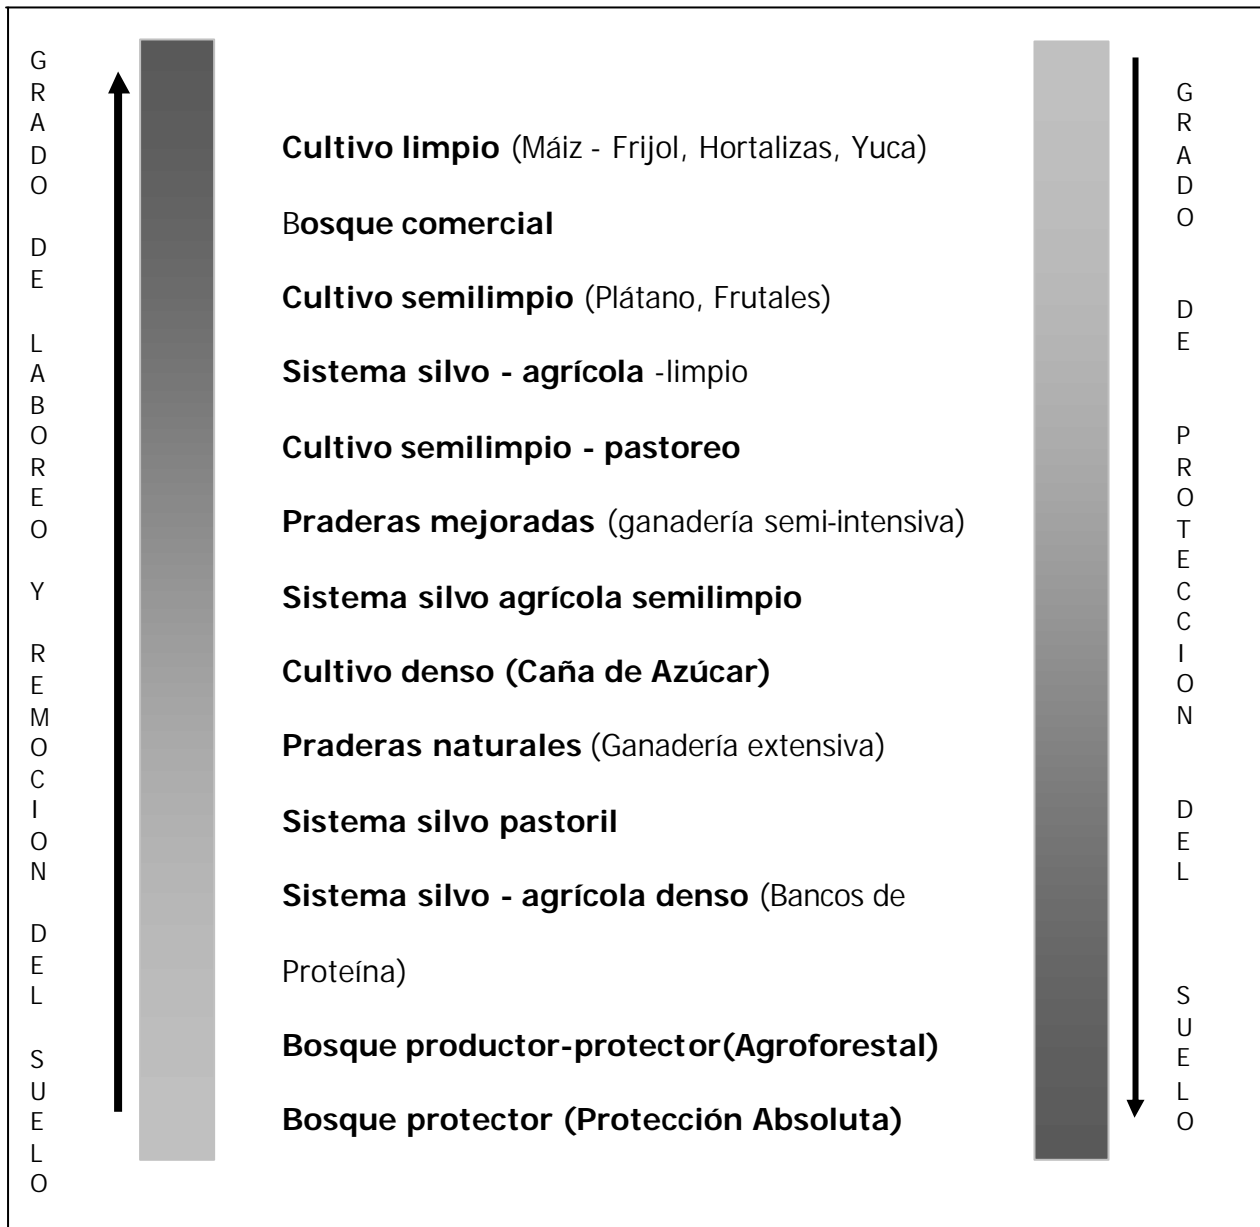 GRADO DE LABOREO Y REMOCION DEL SUELO
Cultivo limpio (Máiz - Frijol, Hortalizas, Yuca)
Bosque comercial
Cultivo semilimpio (Plátano, Frutales)
Sistema silvo - agrícola -limpio
Cultivo semilimpio - pastoreo
Praderas mejoradas (ganadería semi-intensiva)
Sistema silvo agrícola semilimpio
Cultivo denso (Caña de Azúcar)
Praderas naturales (Ganadería extensiva)
Sistema silvo pastoril
Sistema silvo - agrícola denso (Bancos de
Proteína)
Bosque productor-protector(Agroforestal)
Bosque protector (Protección Absoluta)
GRADO DE PROTECCION DEL SUELO